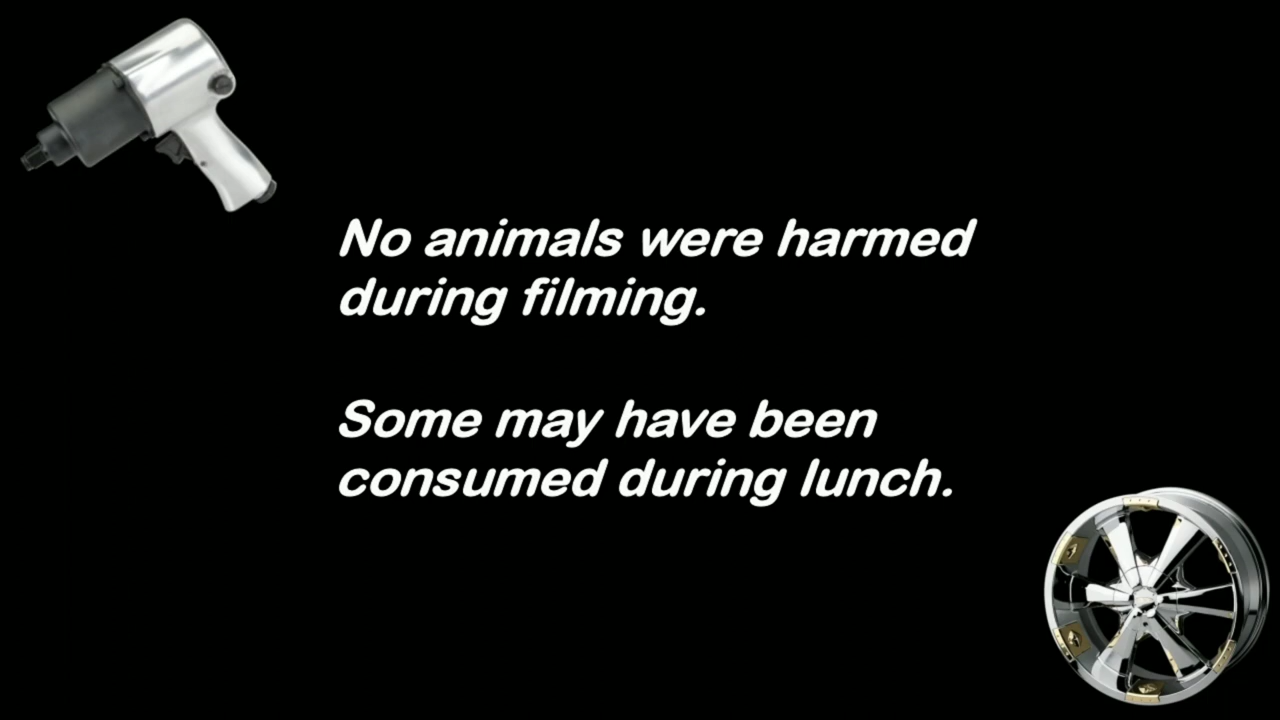 No animals were harmed
during filming.
Some may have been
consumed during lunch.